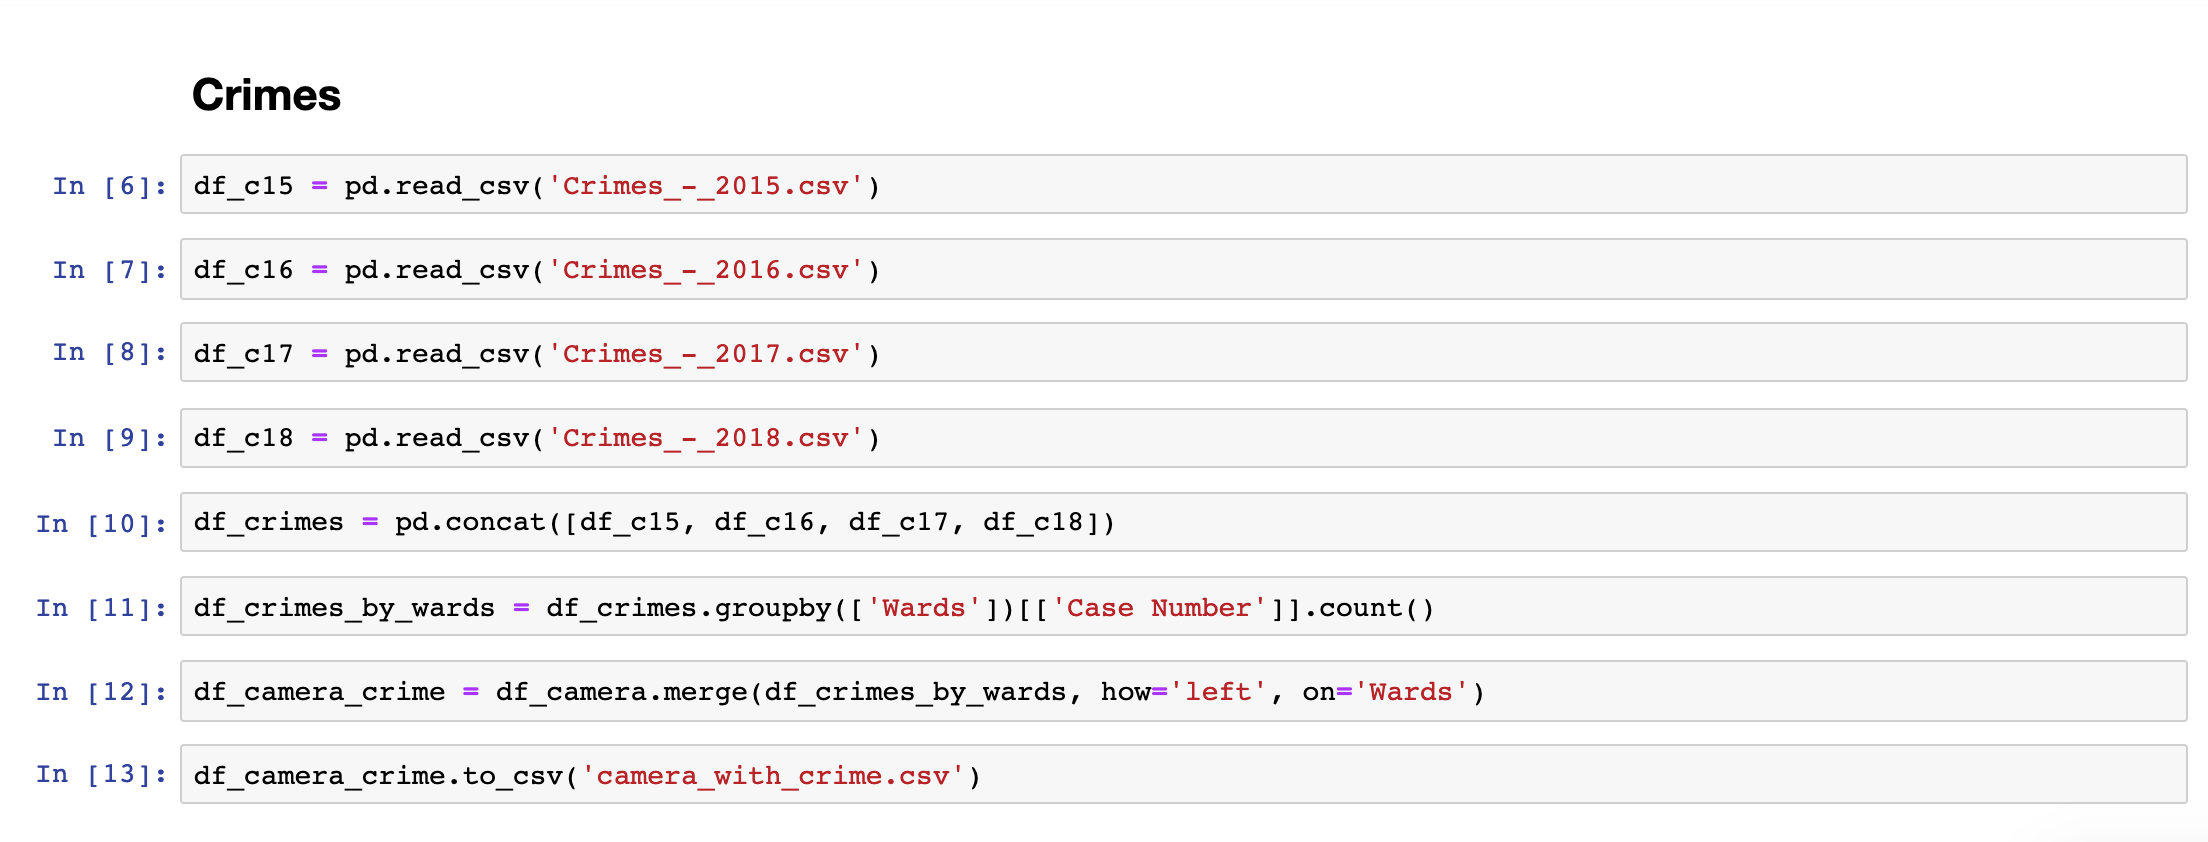 Crimes
In [6]: df_c15 = pd.read_csv('Crimes_-_2015.csv')
In [7]: df_c16 = pd.read_csv('Crimes_-_2016.csv')
In [8]: df_c17 = pd.read_csv('Crimes_-_2017.csv')
In [9]: df_c18 = pd.read_csv('Crimes_-_2018.csv')
In [10]: df_crimes = pd.concat([df_c15, df_c16, df_c17, df_c18])
In [11]: df_crimes_by_wards = df_crimes.groupby(['Wards'])[['Case Number']].count()
In [12]: df_camera_crime = df_camera.merge(df_crimes_by_wards, how='left', on='Wards')
In [13]: df_camera_crime.to_csv('camera_with_crime.csv')